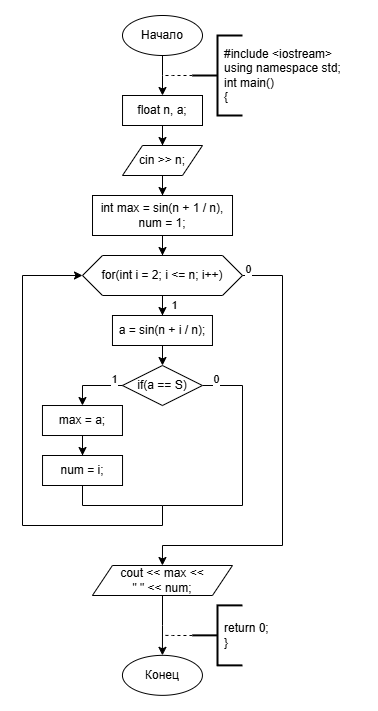 Начало
#include <iostream>
using namespace std;
int main()
{
float n, a;
cin >> n;
int max = sin(n + 1 / n),
num = 1;
for(int i = 2; i <= n; i++)
0
1
a = sin(n + i / n);
1
if(a == S)
0
max = a;
num = i;
cout << max <<
" " << num;
return 0;
}
Конец